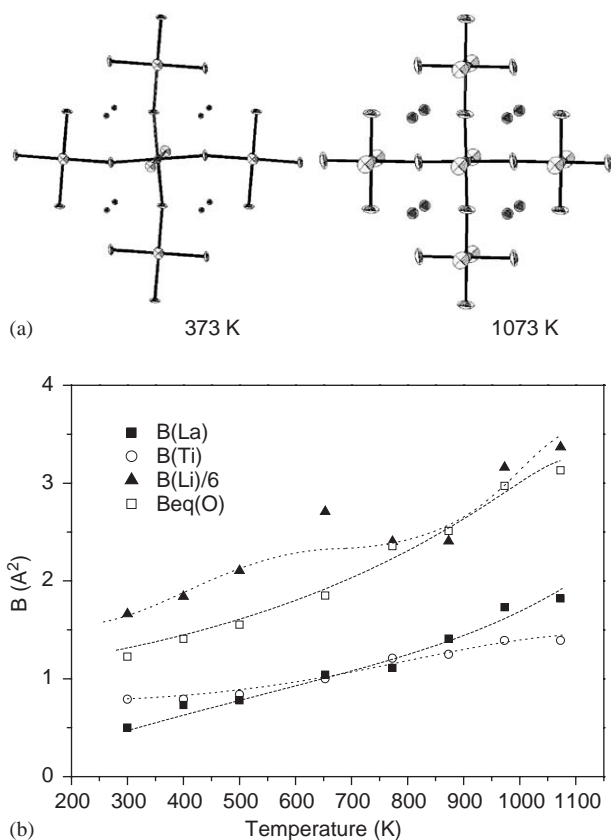 (a)
373 K
1073 K
4
3
2
1
0
B (A²)
B(La)
B(Ti)
B(Li)/6
Beq(O)
200 300 400 500 600 700 800 900 1000 1100
(b)
Temperature (K)